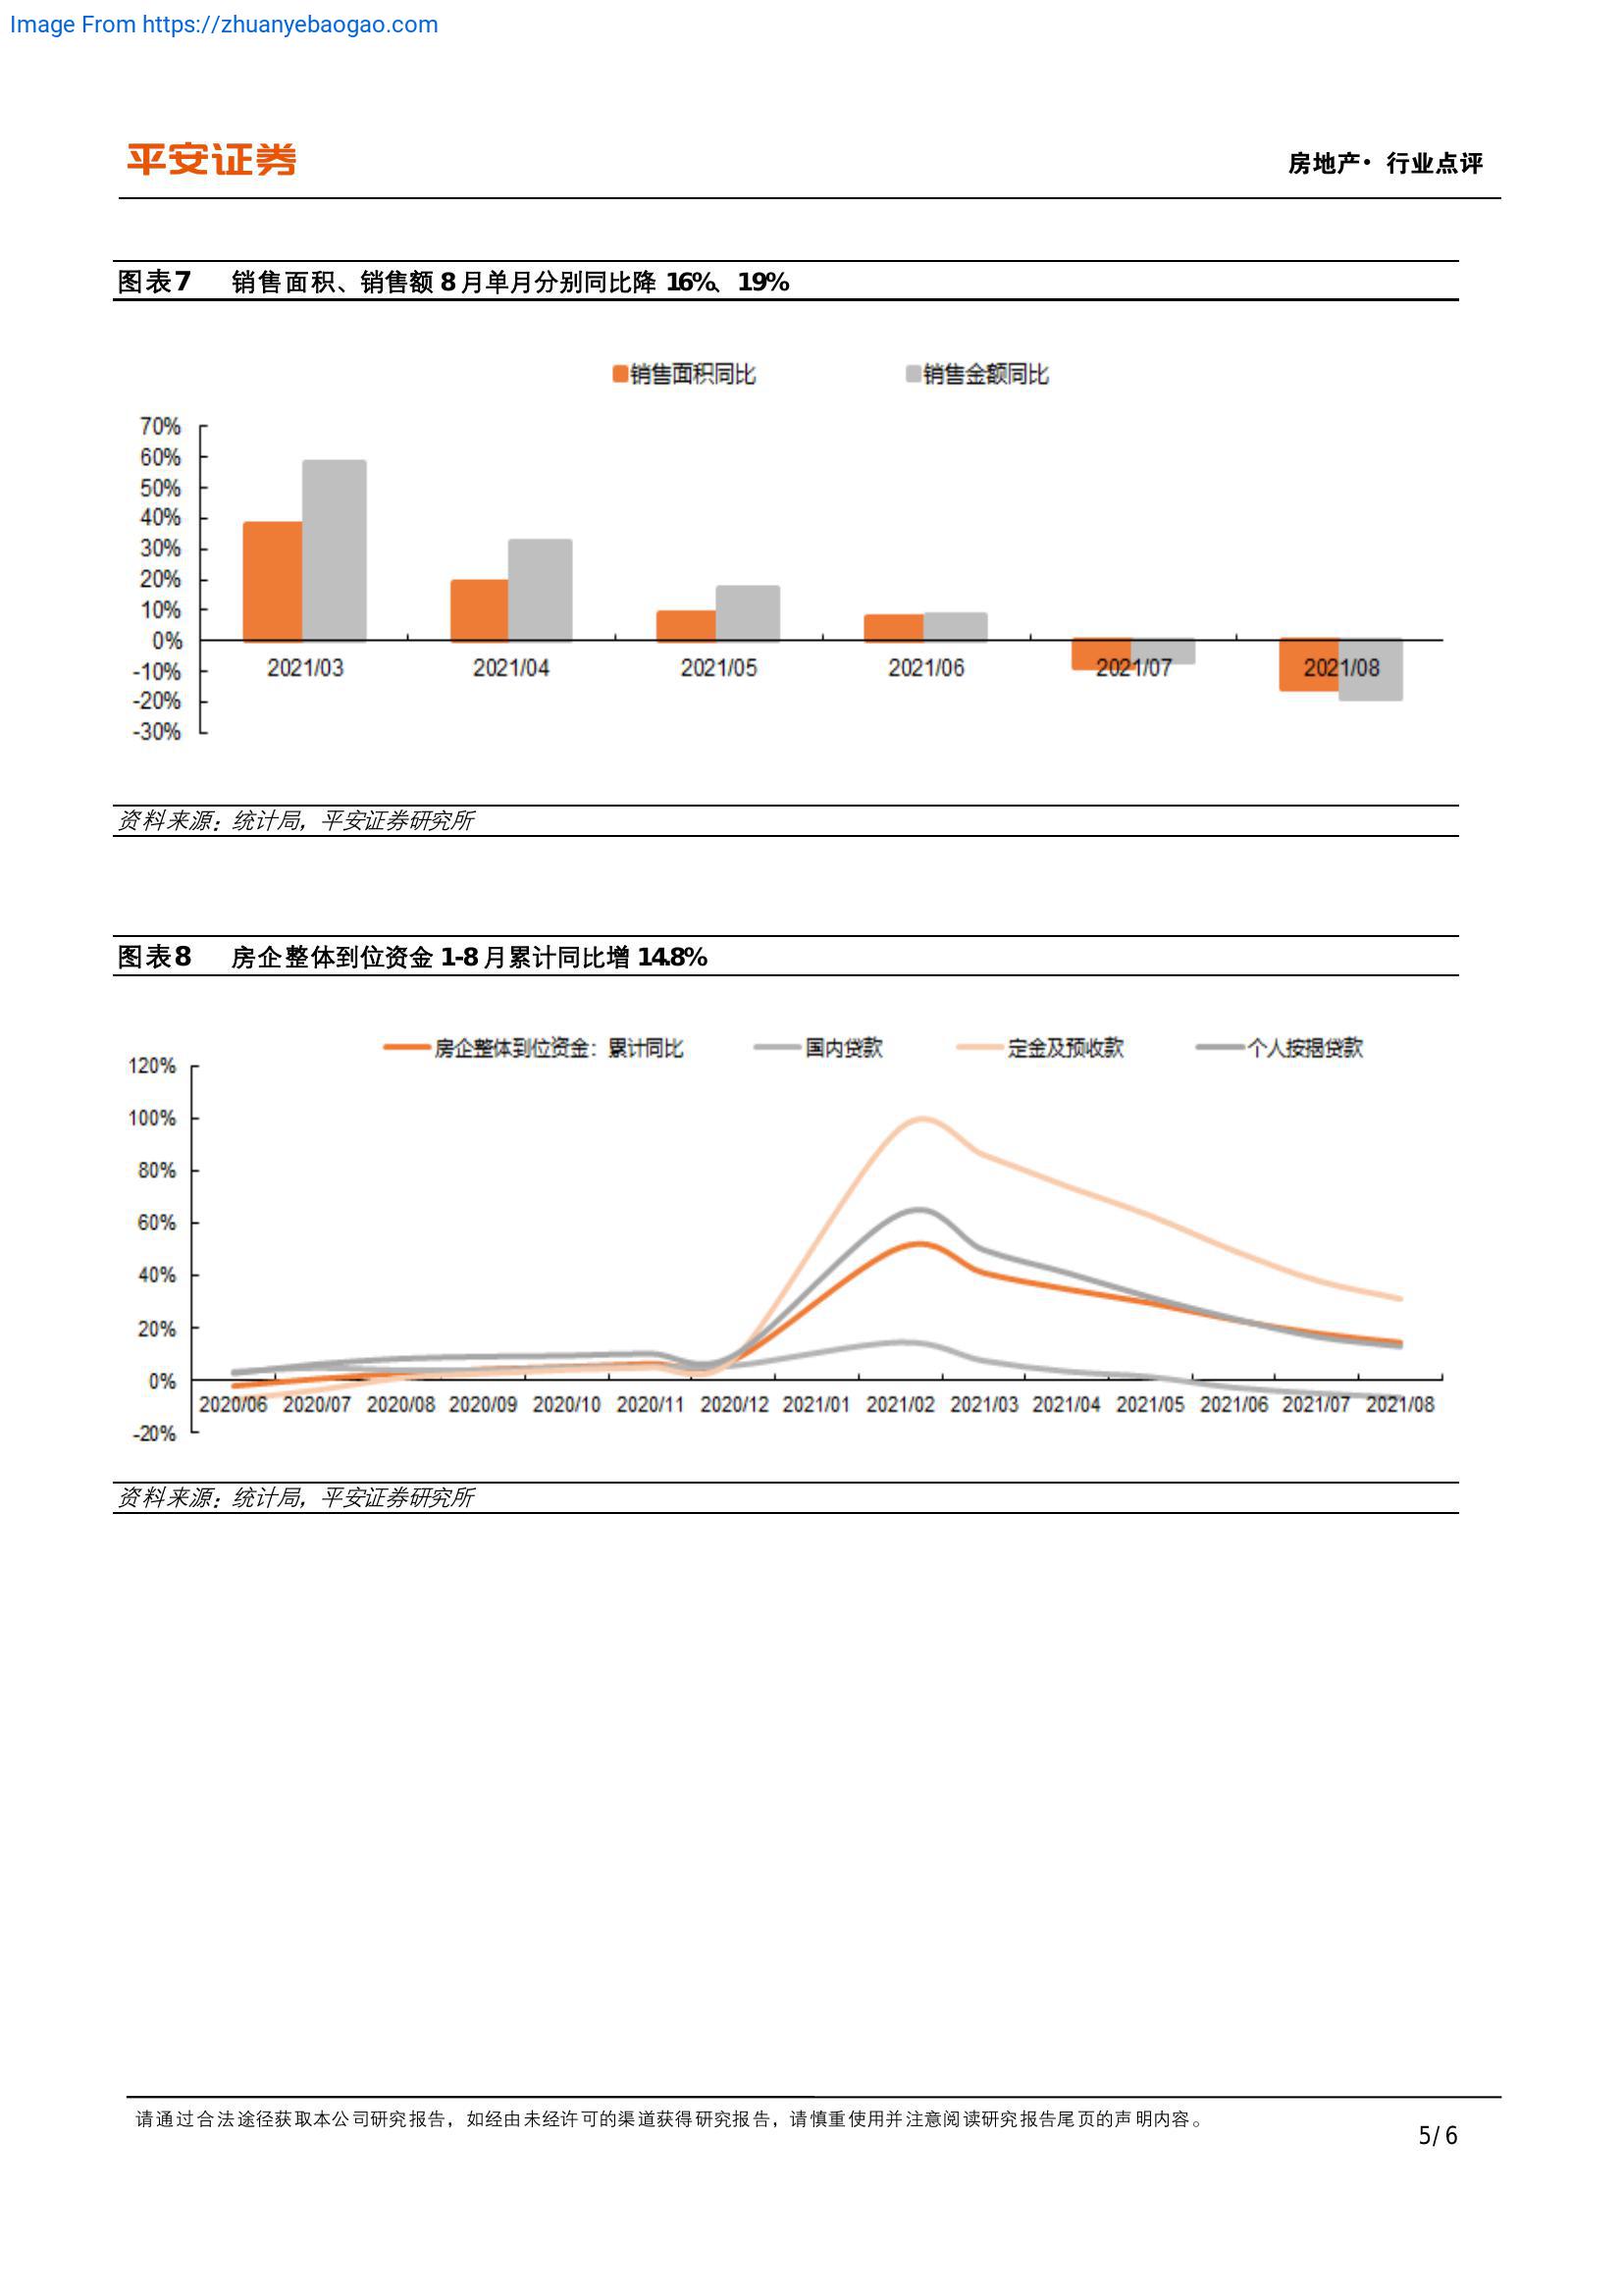 Image From https://zhuanyebaogao.com
平安证券
房地产· 行业点评
图表7 销售面积、销售额 8 月单月分别同比降 16%、19%
销售面积同比 销售金额同比
70%
60%
50%
40%
30%
20%
10%
0%
-10%
-20%
-30%
2021/03 2021/04 2021/05 2021/06 2021/07 2021/08
资料来源：统计局，平安证券研究所
图表8 房企整体到位资金 1-8 月累计同比增 14.8%
房企整体到位资金：累计同比 国内贷款 定金及预收款 个人按揭贷款
120%
100%
80%
60%
40%
20%
0%
-20%
2020/06 2020/07 2020/08 2020/09 2020/10 2020/11 2020/12 2021/01 2021/02 2021/03 2021/04 2021/05 2021/06 2021/07 2021/08
资料来源：统计局，平安证券研究所
请通过合法途径获取本公司研究报告，如经由未经许可的渠道获得研究报告，请慎重使用并注意阅读研究报告尾页的声明内容。
5/ 6